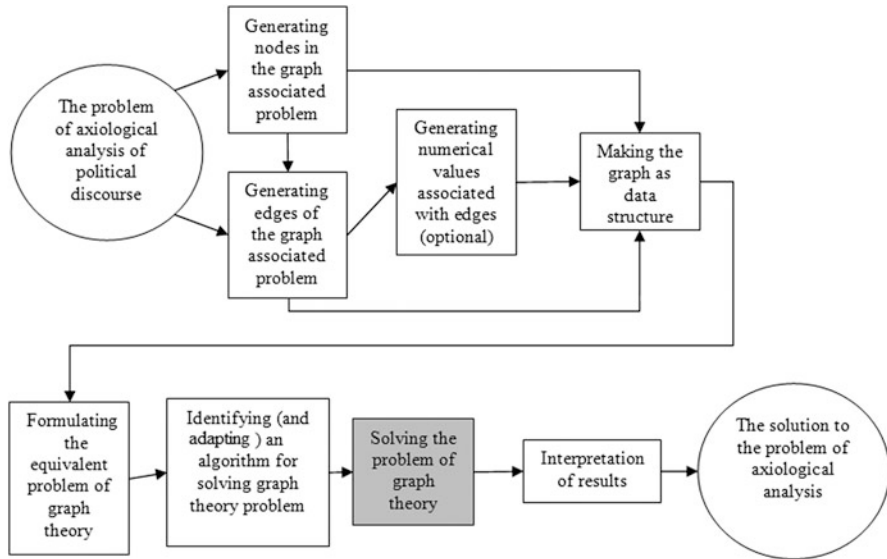 The problem
of axiological
analysis of
political
discourse
Generating
nodes in
the graph
associated
problem
Generating
edges of
the graph
associated
problem
Generating
numerical
values
associated
with edges
(optional)
Making the
graph as
data
structure
Formulating
the
equivalent
problem of
graph
theory
Identifying (and
adapting ) an
algorithm for
solving graph
theory problem
Solving the
problem of
graph
theory
Interpretation
of results
The solution to
the problem of
axiological
analysis